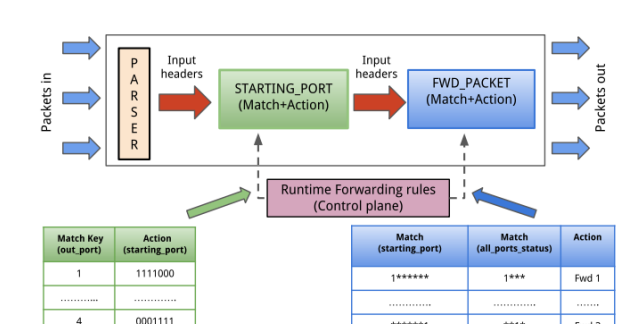 Packets in
P
A
R
S
E
R
Input
headers
STARTING_PORT
(Match+Action)
Input
headers
FWD_PACKET
(Match+Action)
Packets out
Runtime Forwarding rules
(Control plane)
Match Key
(out_port)
Action
(starting_port)
1
1111000
............
.............
4
0001111
Match
(starting_port)
Match
(all_ports_status)
Action
1******
1***
Fwd 1
.............
.............
.......